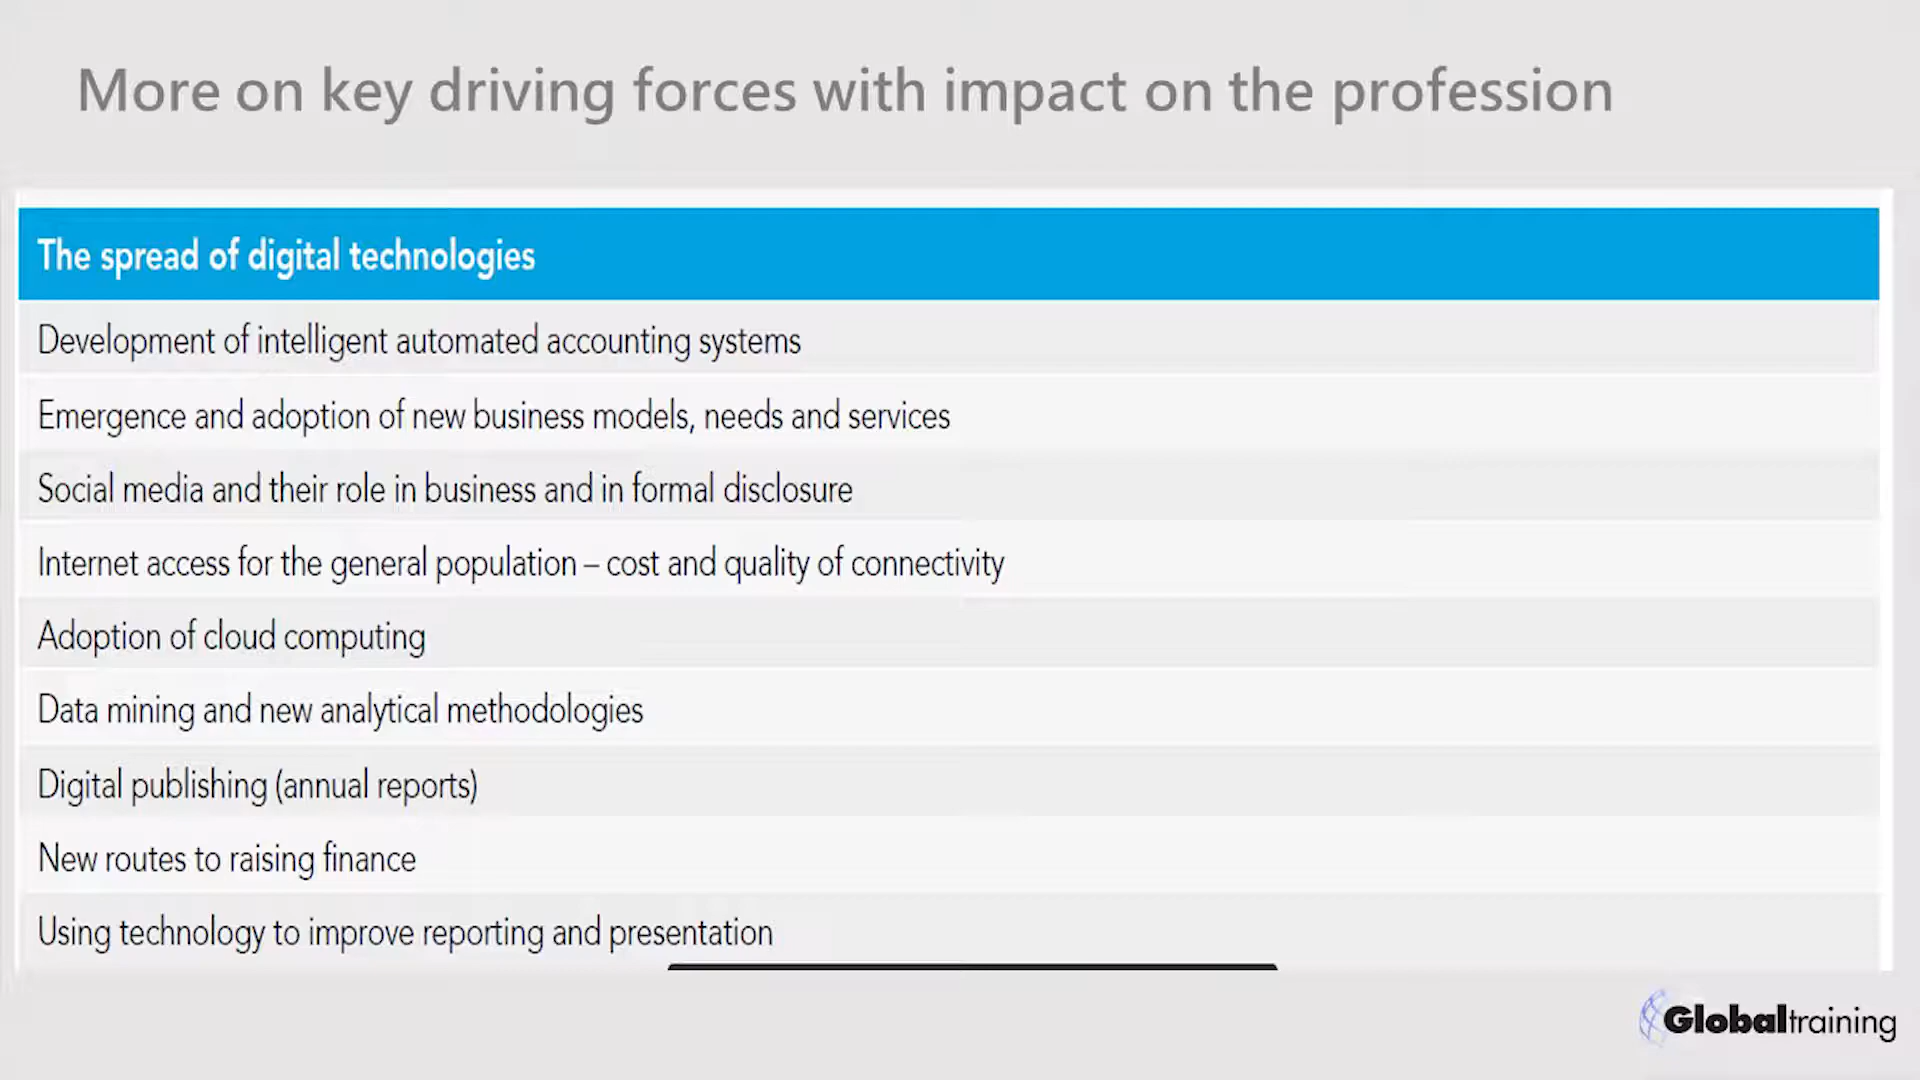 More on key driving forces with impact on the profession
The spread of digital technologies
Development of intelligent automated accounting systems
Emergence and adoption of new business models, needs and services
Social media and their role in business and in formal disclosure
Internet access for the general population – cost and quality of connectivity
Adoption of cloud computing
Data mining and new analytical methodologies
Digital publishing (annual reports)
New routes to raising finance
Using technology to improve reporting and presentation
Globaltraining